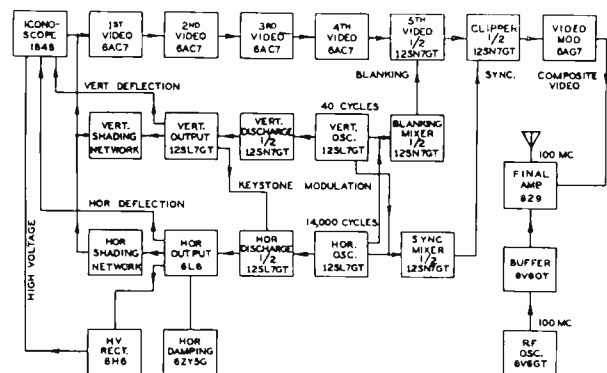 ICONO-
SCOPE
1848
1ST
VIDEO
6AC7
2ND
VIDEO
6AC7
3RD
VIDEO
6AC7
4TH
VIDEO
6AC7
5TH
VIDEO
1/2
12SN7GT
CLIPPER
1/2
12SN7GT
VIDEO
MOD
6AG7
BLANKING
SYNC.
COMPOSITE
VIDEO
VERT DEFLECTION
40 CYCLES
VERT.
SHADING
NETWORK
VERT.
OUTPUT
12SL7GT
VERT.
DISCHARGE
1/2
12SN7GT
VERT.
OSC.
12SL7GT
BLANKING
MIXER
1/2
12SN7GT
100 MC
FINAL
AMP
829
KEYSTONE MODULATION
HOR DEFLECTION
14,000 CYCLES
HOR
SHADING
NETWORK
HOR
OUTPUT
6L6
HOR
DISCHARGE
1/2
12SL7GT
HOR.
OSC.
12SL7GT
SYNC
MIXER
1/2
12SN7GT
BUFFER
6V6GT
HIGH VOLTAGE
100 MC
HV
RECT.
6H6
HOR
DAMPING
6ZY5G
R.F
OSC.
6V6GT